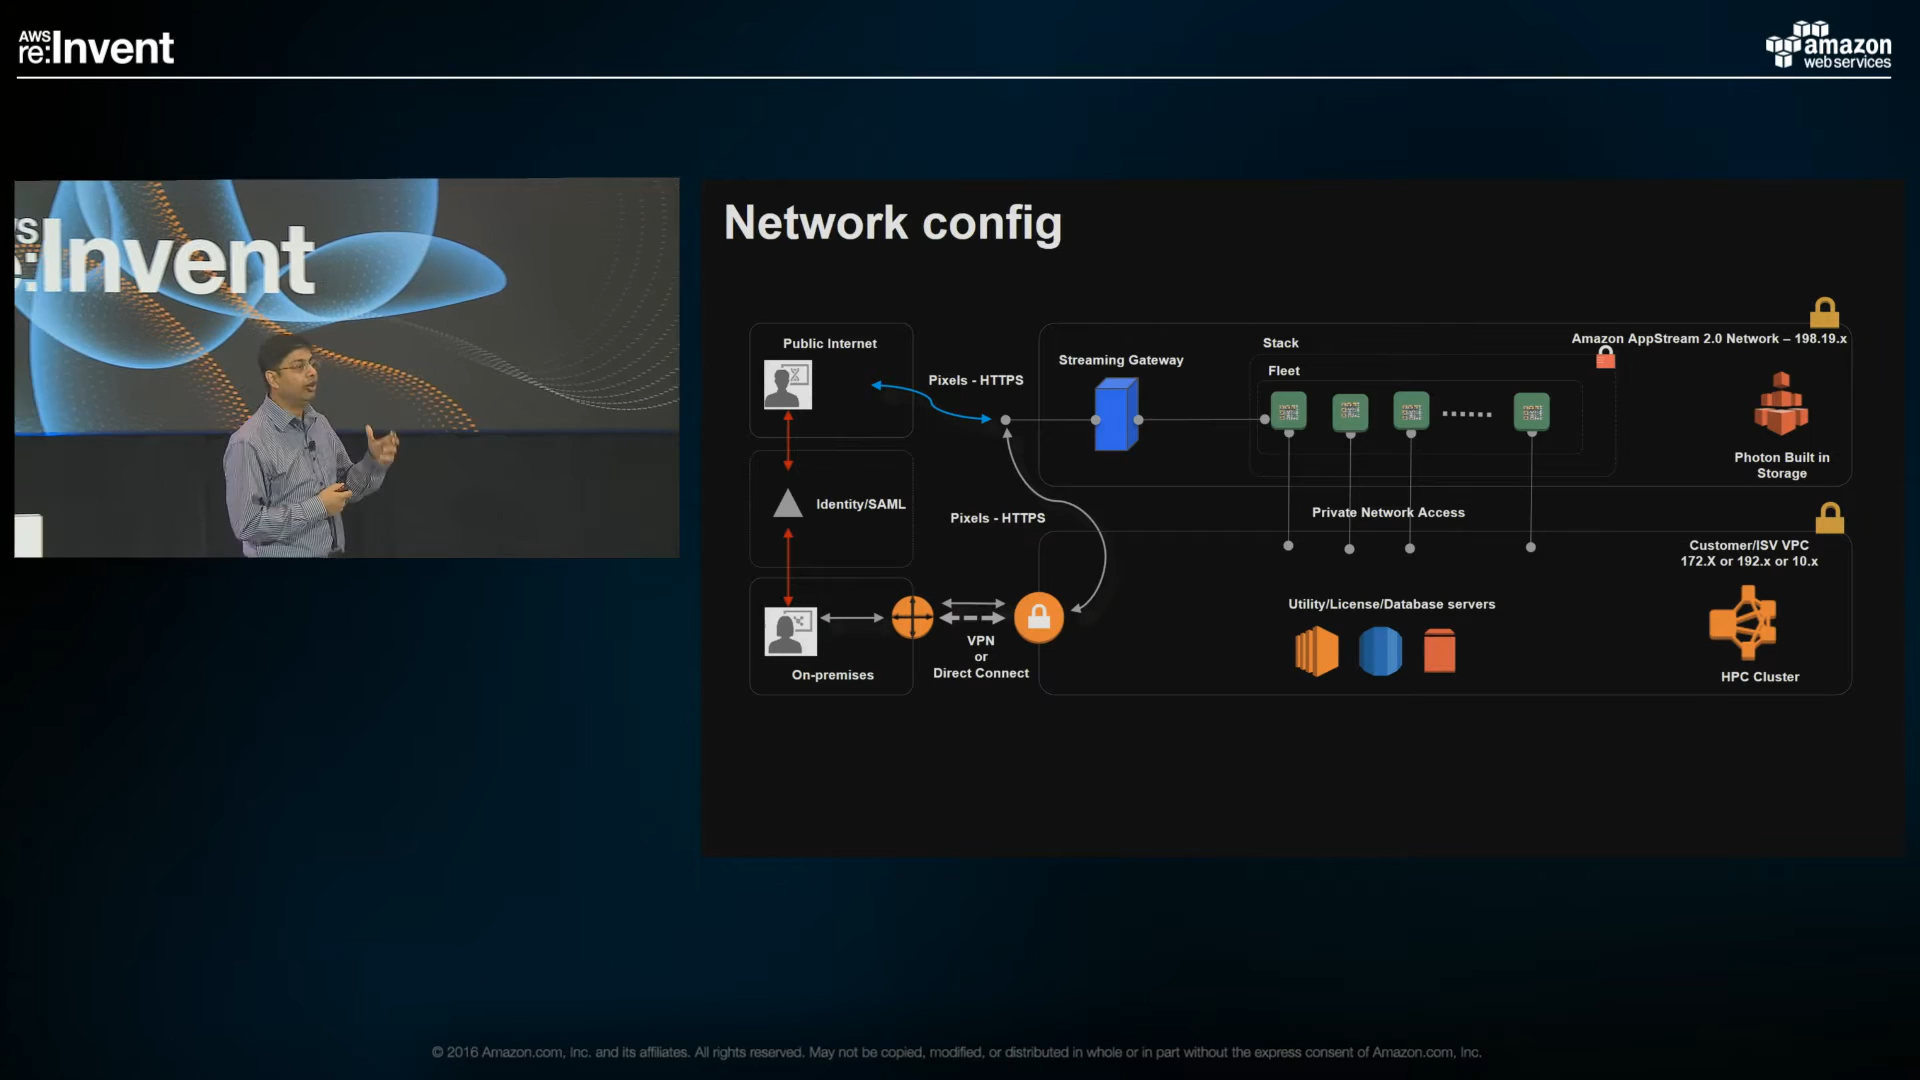 AWS
re:Invent
amazon
web services
re:Invent
Network config
Public Internet
Identity/SAML
On-premises
Pixels - HTTPS
Pixels - HTTPS
VPN
or
Direct Connect
Streaming Gateway
Stack
Fleet
Amazon AppStream 2.0 Network – 198.19.x
Photon Built in
Storage
Private Network Access
Customer/ISV VPC
172.X or 192.x or 10.x
Utility/License/Database servers
HPC Cluster
© 2016 Amazon.com, Inc. and its affiliates. All rights reserved. May not be copied, modified, or distributed in whole or in part without the express consent of Amazon.com, Inc.